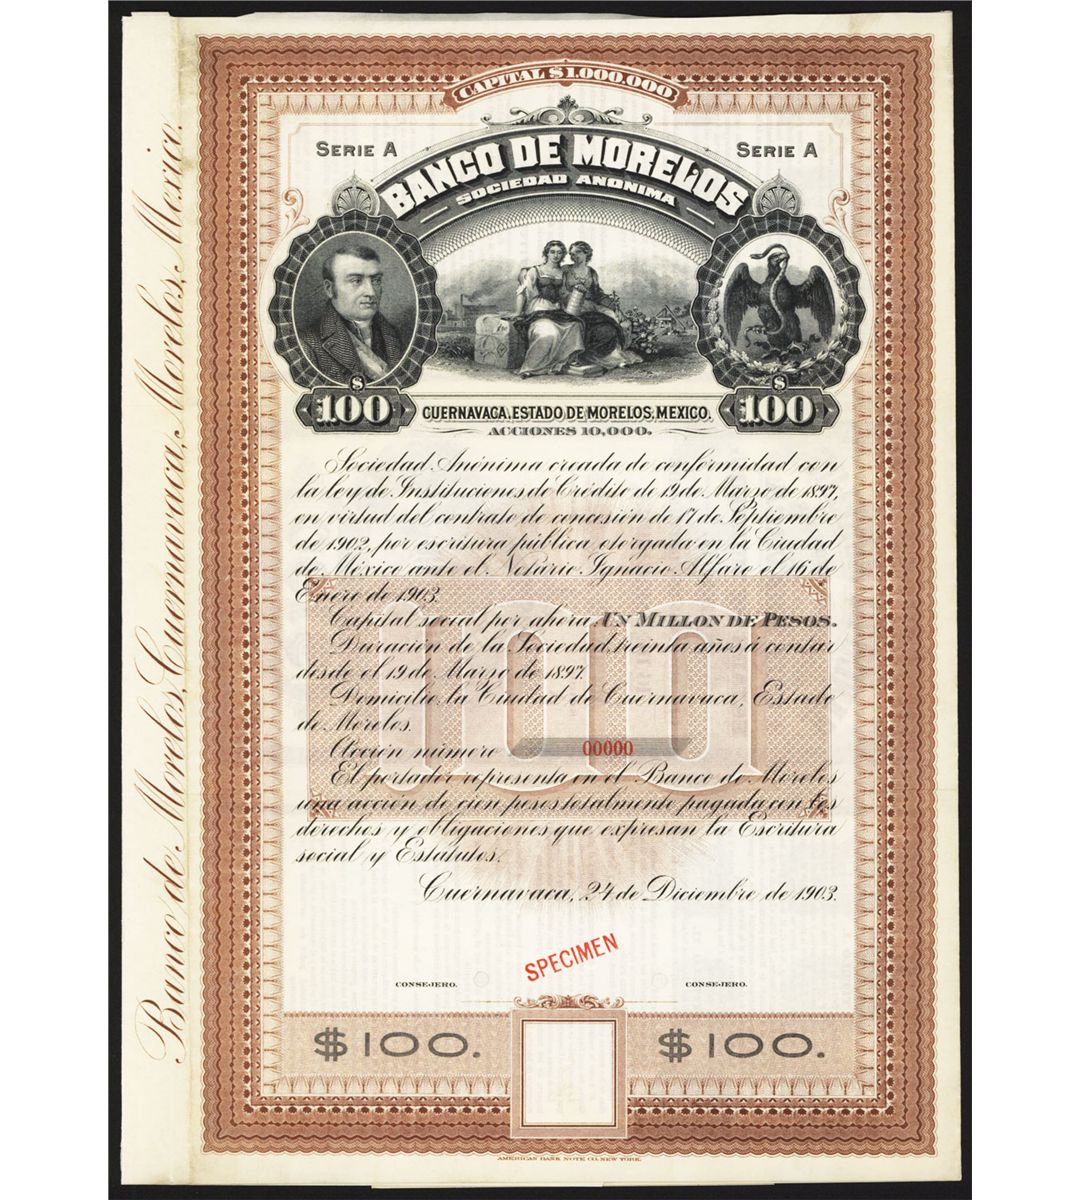 CAPITAL $1.000.000
SERIE A
SERIE A
BANCO DE MORELOS
SOCIEDAD ANONIMA
$
100
$
100
CUERNAVACA, ESTADO DE MORELOS, MEXICO.
ACCIONES 10,000.
Sociedad Anónima creada de conformidad con
la ley de Instituciones de Crédito de 19 de Marzo de 1897,
en virtud del contrato de concesión de 17 de Septiembre
de 1902, por escritura pública otorgada en la Ciudad
de México ante el Notario Ignacio Alfaro el 16 de
Enero de 1903.
Capital social por ahora, UN MILLON DE PESOS.
Duración de la Sociedad, treinta años á contar
desde el 19 de Marzo de 1897.
Domicilio, la Ciudad de Cuernavaca, Estado
de Morelos.
Acción número 00000
El portador representa en el Banco de Morelos
una acción de cien pesos totalmente pagada con los
derechos y obligaciones que expresan la Escritura
social y Estatutos.
100
Cuernavaca, 24 de Diciembre de 1903.
SPECIMEN
CONSEJERO.
CONSEJERO.
$100.
$100.
AMERICAN BANK NOTE CO. NEW YORK.
Banco de Morelos, Cuernavaca, Morelos, Mexico.